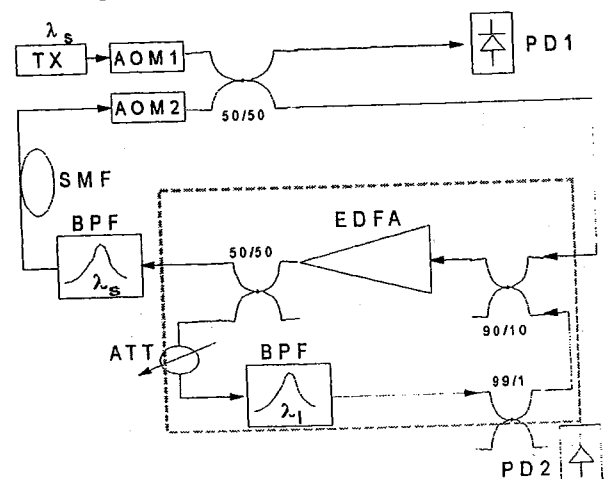 λs
TX
AOM1
PD1
AOM2
50/50
SMF
BPF
λs
50/50
EDFA
90/10
ATT
BPF
λl
99/1
PD2